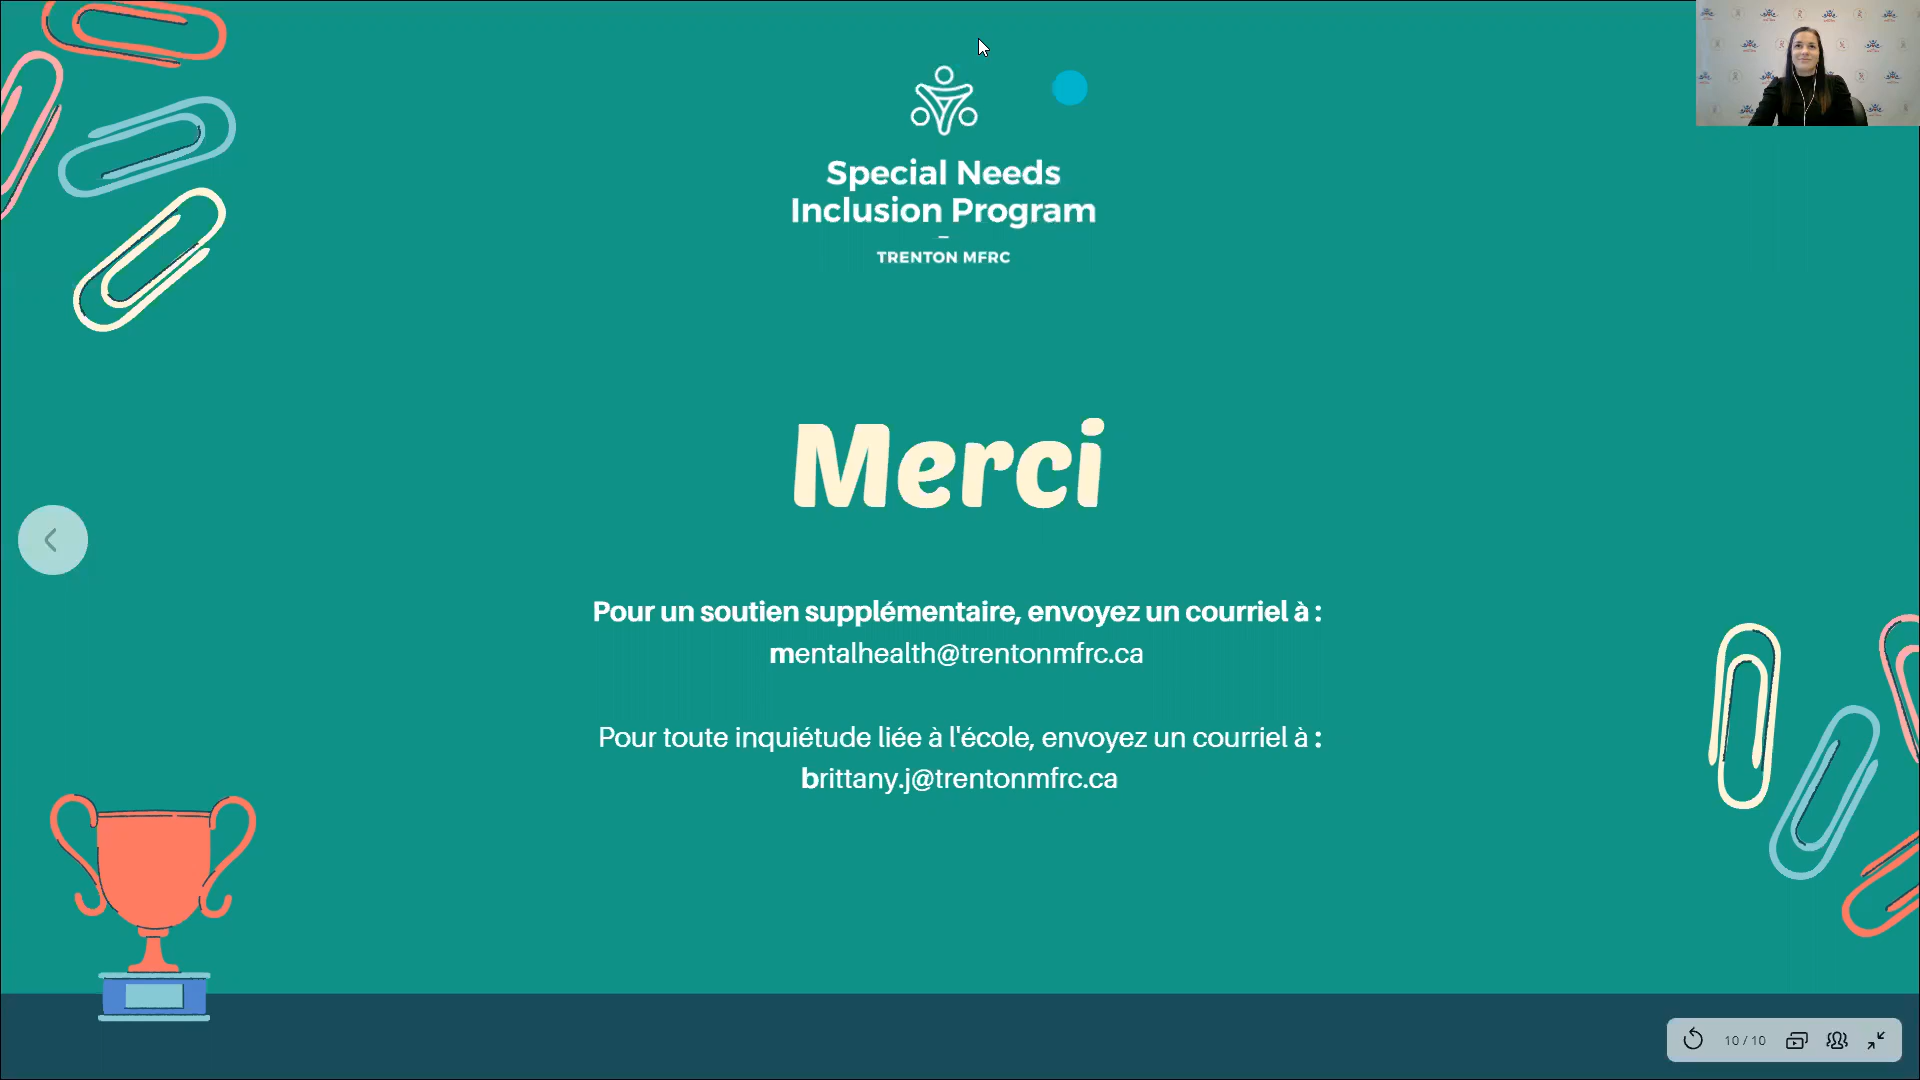 Special Needs
Inclusion Program
TRENTON MFRC
Merci
Pour un soutien supplémentaire, envoyez un courriel à :
mentalhealth@trentonmfrc.ca
Pour toute inquiétude liée à l'école, envoyez un courriel à :
brittany.j@trentonmfrc.ca
10 / 10